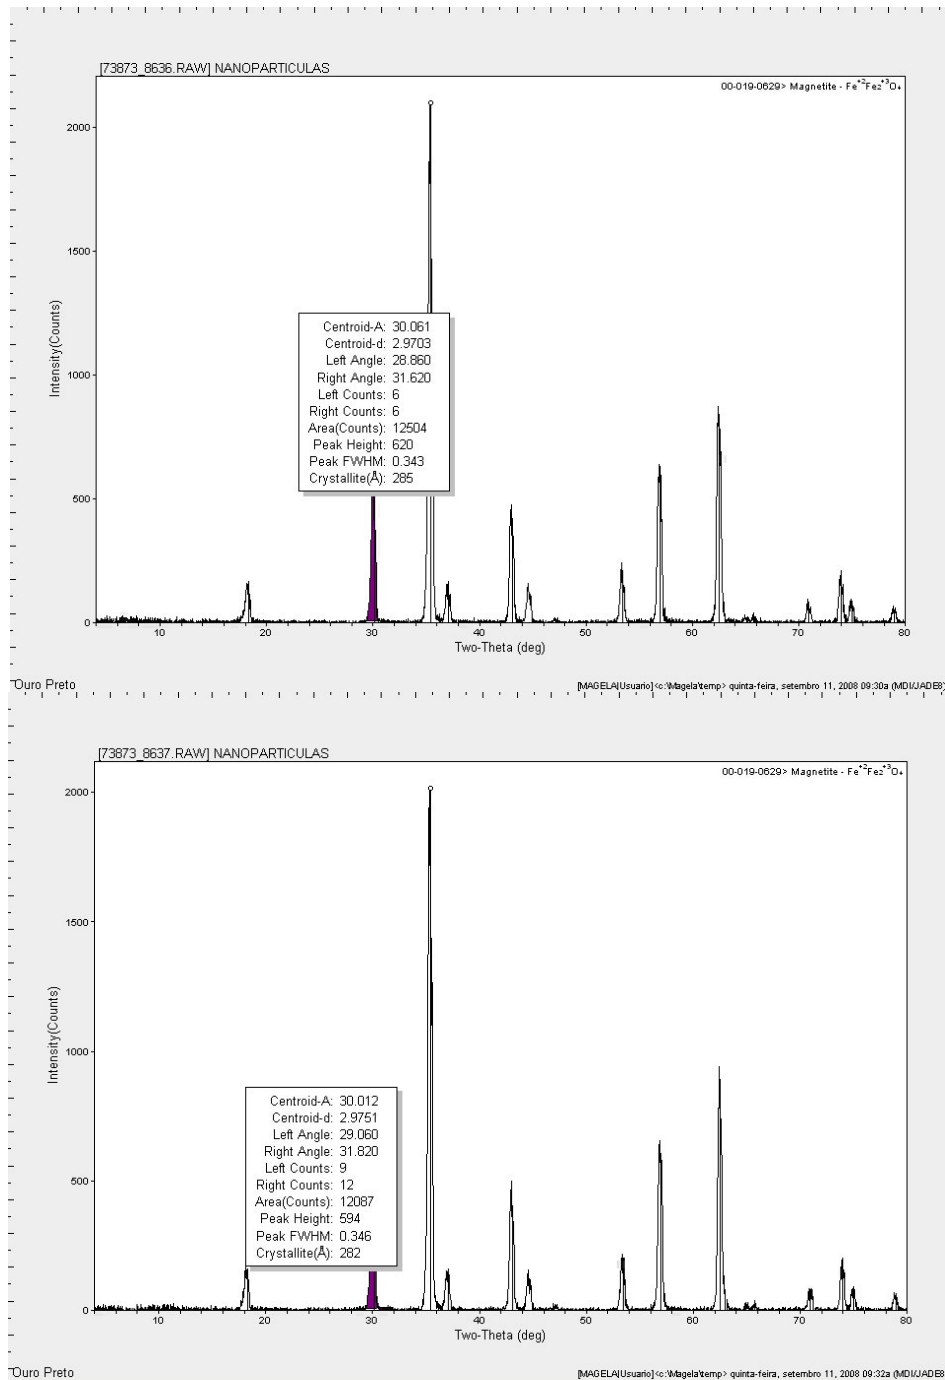 [73873_8636.RAW] NANOPARTICULAS
00-019-0629> Magnetite - Fe+2Fe2+3O4
2000
1500
1000
500
0
Intensity(Counts)
Centroid-A: 30.061
Centroid-d: 2.9703
Left Angle: 28.860
Right Angle: 31.620
Left Counts: 6
Right Counts: 6
Area(Counts): 12504
Peak Height: 620
Peak FWHM: 0.343
Crystallite(Å): 285
10 20 30 40 50 60 70 80
Two-Theta (deg)
Ouro Preto
[MAGELA|Usuario]<c:\Magela\temp> quinta-feira, setembro 11, 2008 09:30a (MDI/JADE8)
[73873_8637.RAW] NANOPARTICULAS
00-019-0629> Magnetite - Fe+2Fe2+3O4
2000
1500
1000
500
0
Intensity(Counts)
Centroid-A: 30.012
Centroid-d: 2.9751
Left Angle: 29.060
Right Angle: 31.820
Left Counts: 9
Right Counts: 12
Area(Counts): 12087
Peak Height: 594
Peak FWHM: 0.346
Crystallite(Å): 282
10 20 30 40 50 60 70 80
Two-Theta (deg)
Ouro Preto
[MAGELA|Usuario]<c:\Magela\temp> quinta-feira, setembro 11, 2008 09:32a (MDI/JADE8